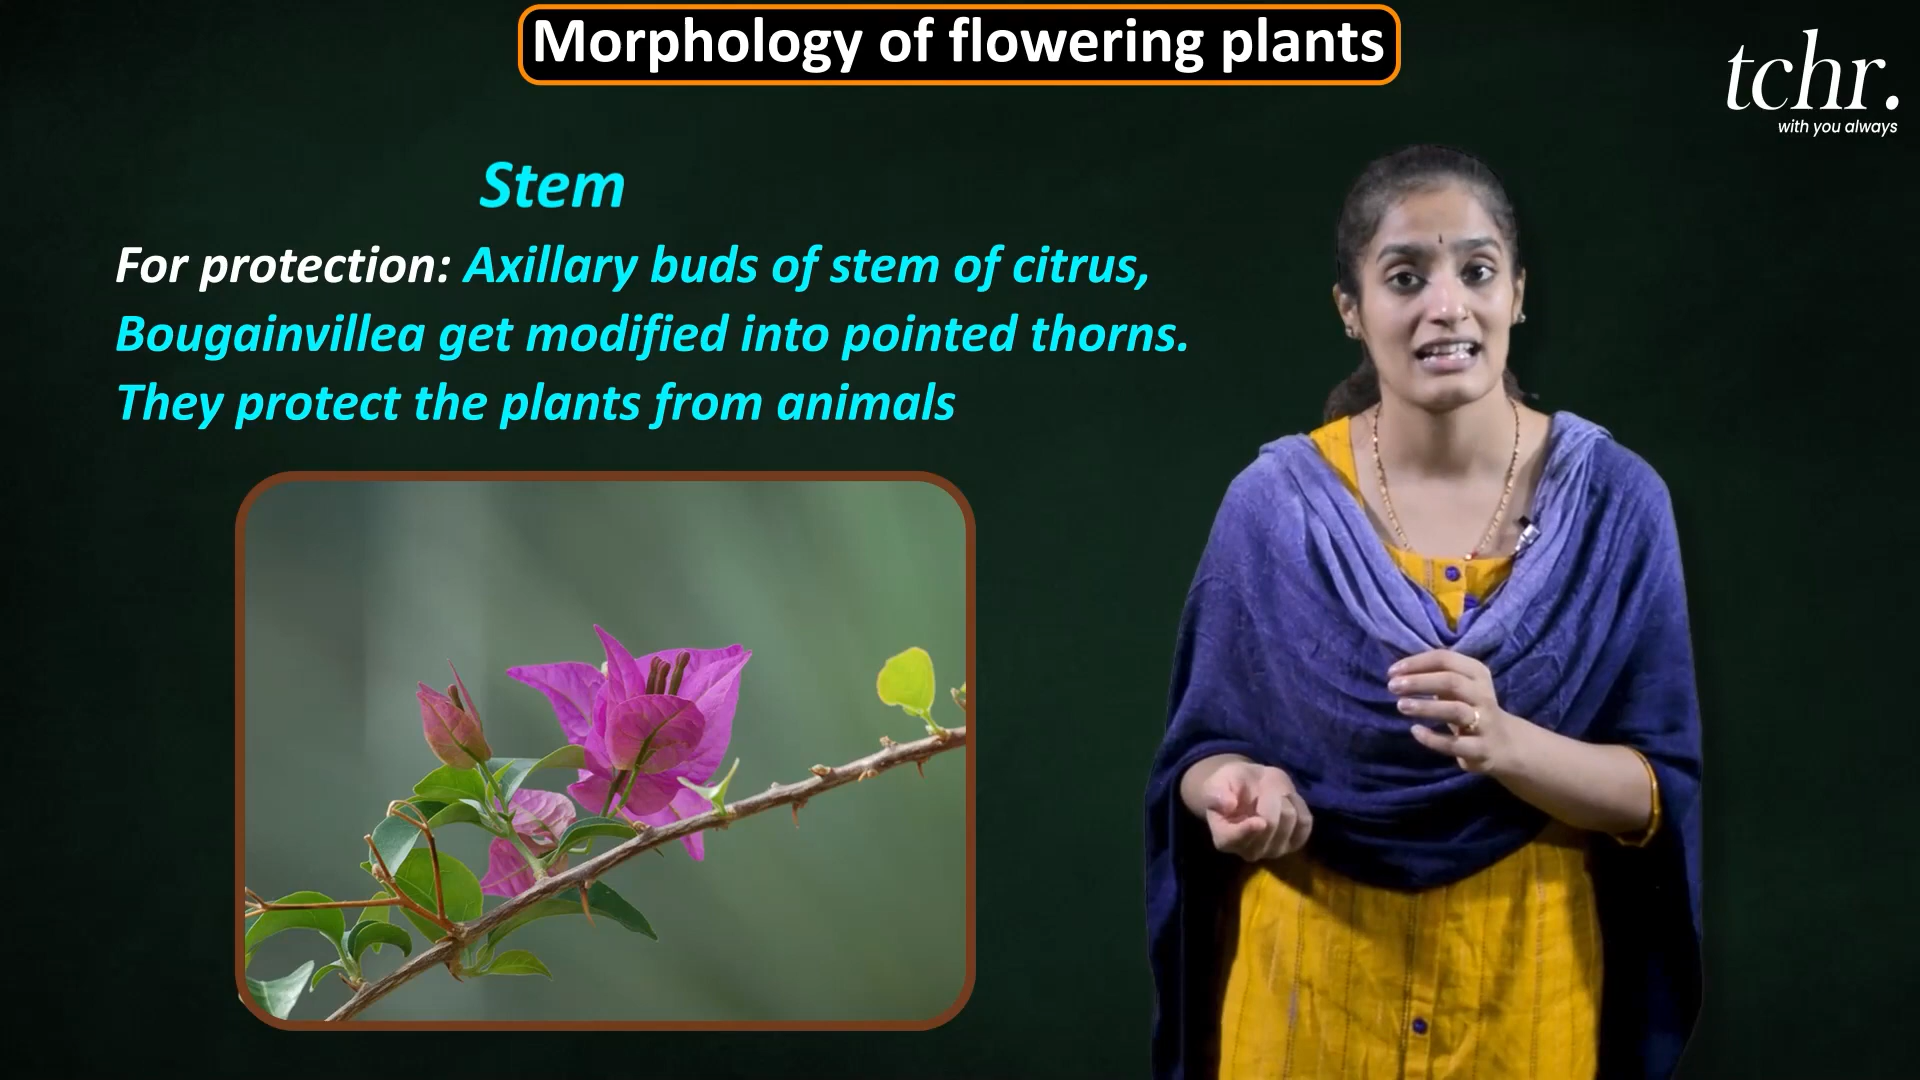 Morphology of flowering plants
tchr.
with you always
Stem
For protection: Axillary buds of stem of citrus,
Bougainvillea get modified into pointed thorns.
They protect the plants from animals